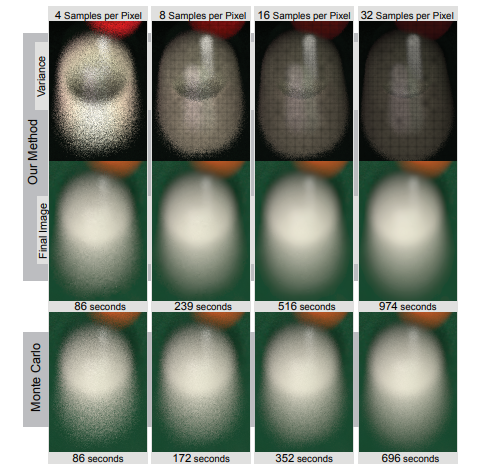 4 Samples per Pixel
8 Samples per Pixel
16 Samples per Pixel
32 Samples per Pixel
Our Method
Variance
Final Image
86 seconds
239 seconds
516 seconds
974 seconds
Monte Carlo
86 seconds
172 seconds
352 seconds
696 seconds